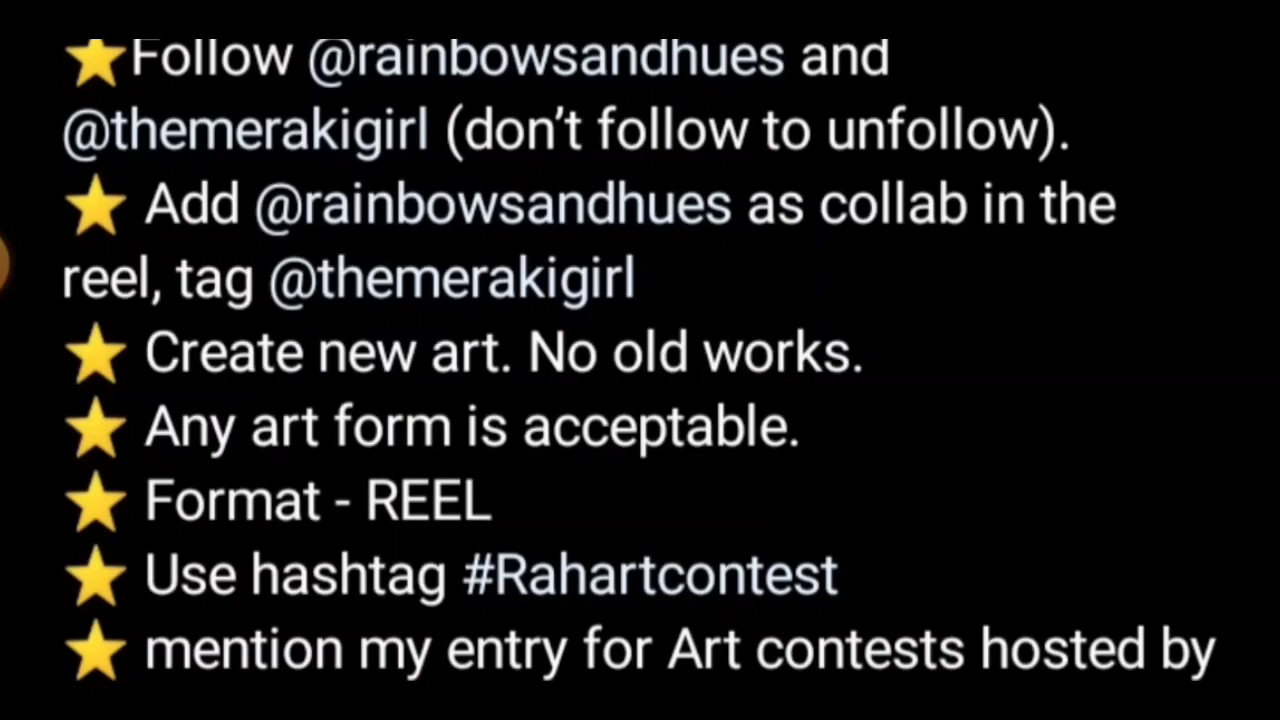 ⭐Follow @rainbowsandhues and
@themerakigirl (don't follow to unfollow).
⭐ Add @rainbowsandhues as collab in the
reel, tag @themerakigirl
⭐ Create new art. No old works.
⭐ Any art form is acceptable.
⭐ Format - REEL
⭐ Use hashtag #Rahartcontest
⭐ mention my entry for Art contests hosted by